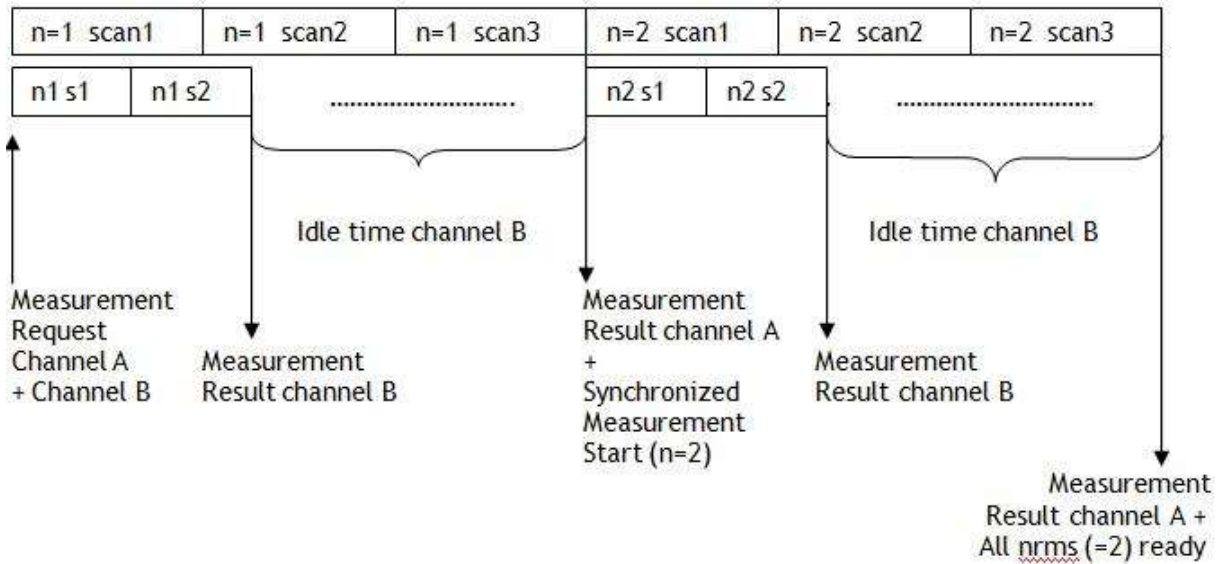 n=1 scan1 n=1 scan2 n=1 scan3 n=2 scan1 n=2 scan2 n=2 scan3
n1 s1 n1 s2 ........................... n2 s1 n2 s2 ...........................
Idle time channel B
Idle time channel B
Measurement
Request
Channel A
+ Channel B
Measurement
Result channel B
Measurement
Result channel A
+
Synchronized
Measurement
Start (n=2)
Measurement
Result channel B
Measurement
Result channel A +
All nrms (=2) ready